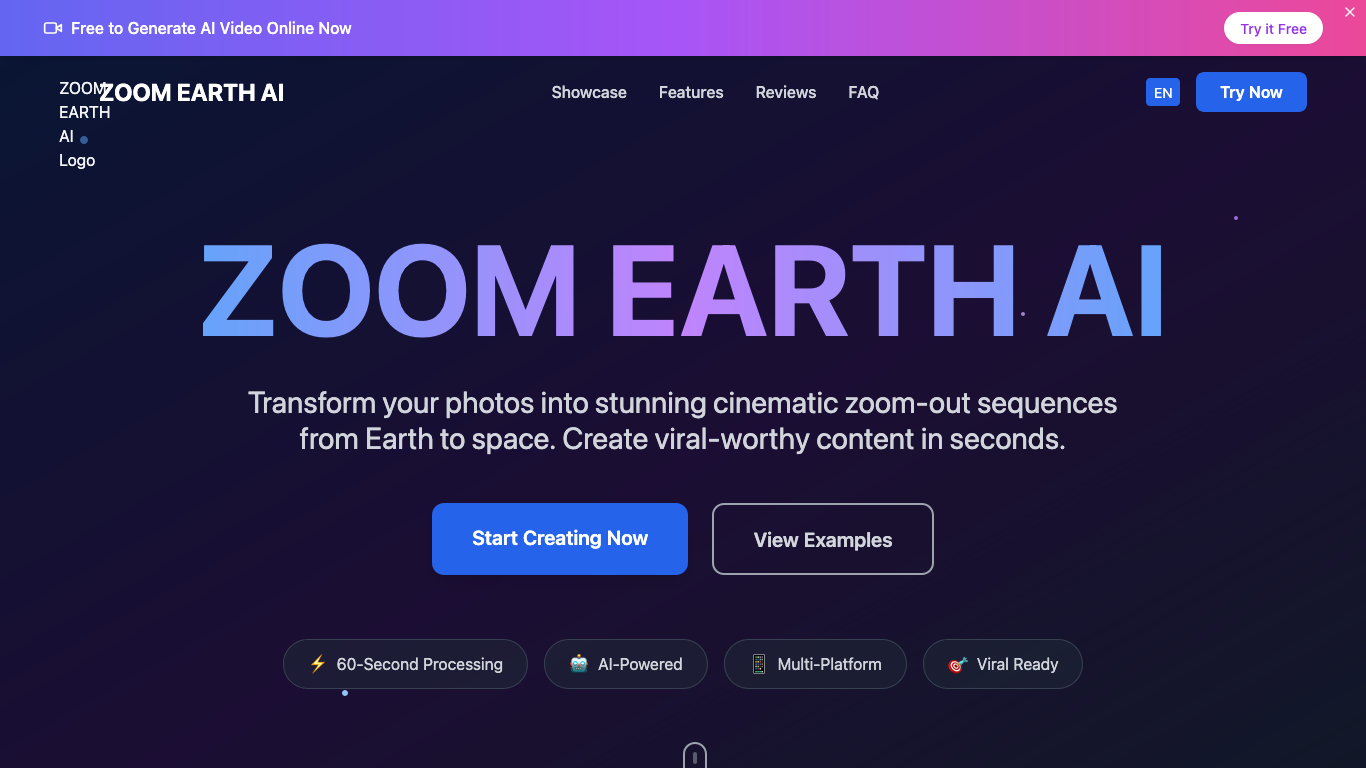 Free to Generate AI Video Online Now
Try it Free
ZOOM EARTH AI Logo
ZOOM EARTH AI
Showcase
Features
Reviews
FAQ
EN
Try Now
ZOOM EARTH AI
Transform your photos into stunning cinematic zoom-out sequences
from Earth to space. Create viral-worthy content in seconds.
Start Creating Now
View Examples
60-Second Processing
AI-Powered
Multi-Platform
Viral Ready